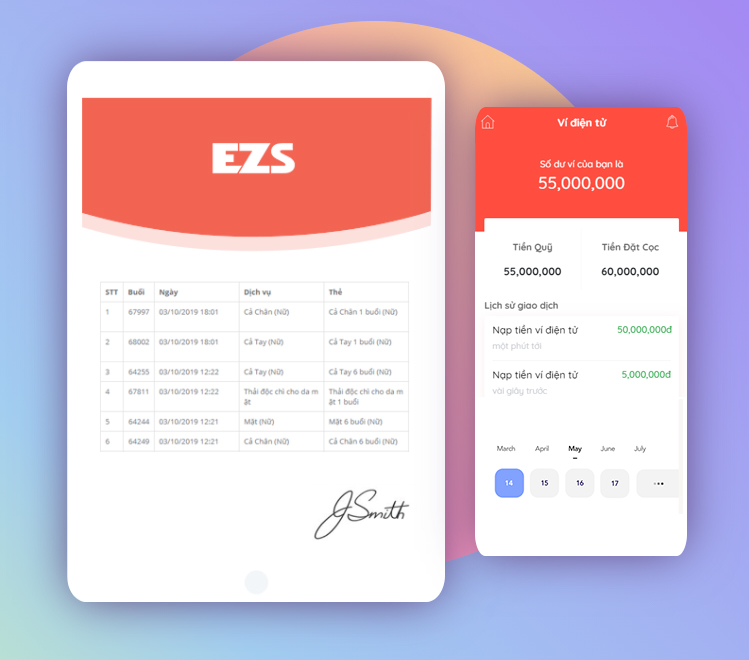 EZS
STT Buổi Ngày Dịch vụ Thẻ
1 67997 03/10/2019 18:01 Cả Chân (Nữ) Cả Chân 1 buổi (Nữ)
2 68002 03/10/2019 18:01 Cả Tay (Nữ) Cả Tay 1 buổi (Nữ)
3 64255 03/10/2019 12:22 Cả Tay (Nữ) Cả Tay 6 buổi (Nữ)
4 67811 03/10/2019 12:22 Thải độc chì cho da m Thải độc chì cho da m
ặt ặt 1 buổi
5 64244 03/10/2019 12:21 Mặt (Nữ) Mặt 6 buổi (Nữ)
6 64249 03/10/2019 12:21 Cả Chân (Nữ) Cả Chân 6 buổi (Nữ)
J Smith
Ví điện tử
Số dư ví của bạn là
55,000,000
Tiền Quỹ Tiền Đặt Cọc
55,000,000 60,000,000
Lịch sử giao dịch
Nạp tiền ví điện tử 50,000,000đ
một phút tới
Nạp tiền ví điện tử 5,000,000đ
vài giây trước
March April May June July
14 15 16 17